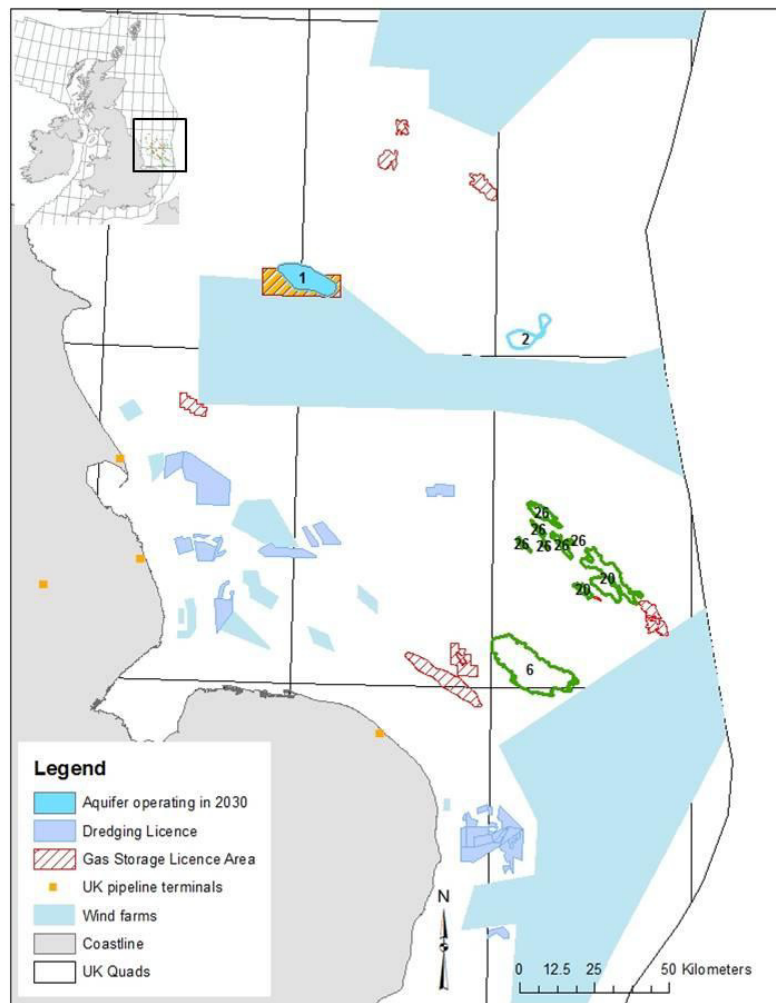 1
2
26
26
26
26
26
26
20
20
6
Legend
Aquifer operating in 2030
Dredging Licence
Gas Storage Licence Area
UK pipeline terminals
Wind farms
Coastline
UK Quads
N
0 12.5 25 50 Kilometers